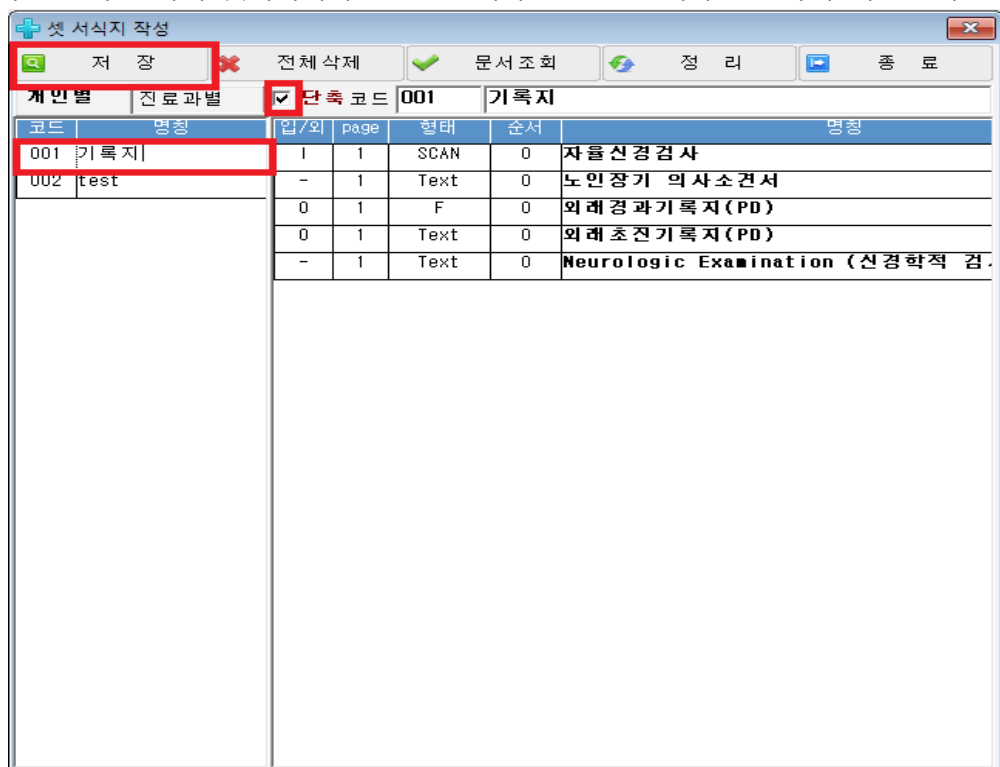 셋 서식지 작성
저 장 전체삭제 문서조회 정 리 종 료
개인별 진료과별 단축코드 001 기록지
코드 명칭 입/외 page 형태 순서 명칭
001 기록지 I 1 SCAN 0 자율신경검사
002 test - 1 Text 0 노인장기 의사소견서
O 1 F 0 외래경과기록지(PD)
O 1 Text 0 외래초진기록지(PD)
- 1 Text 0 Neurologic Examination (신경학적